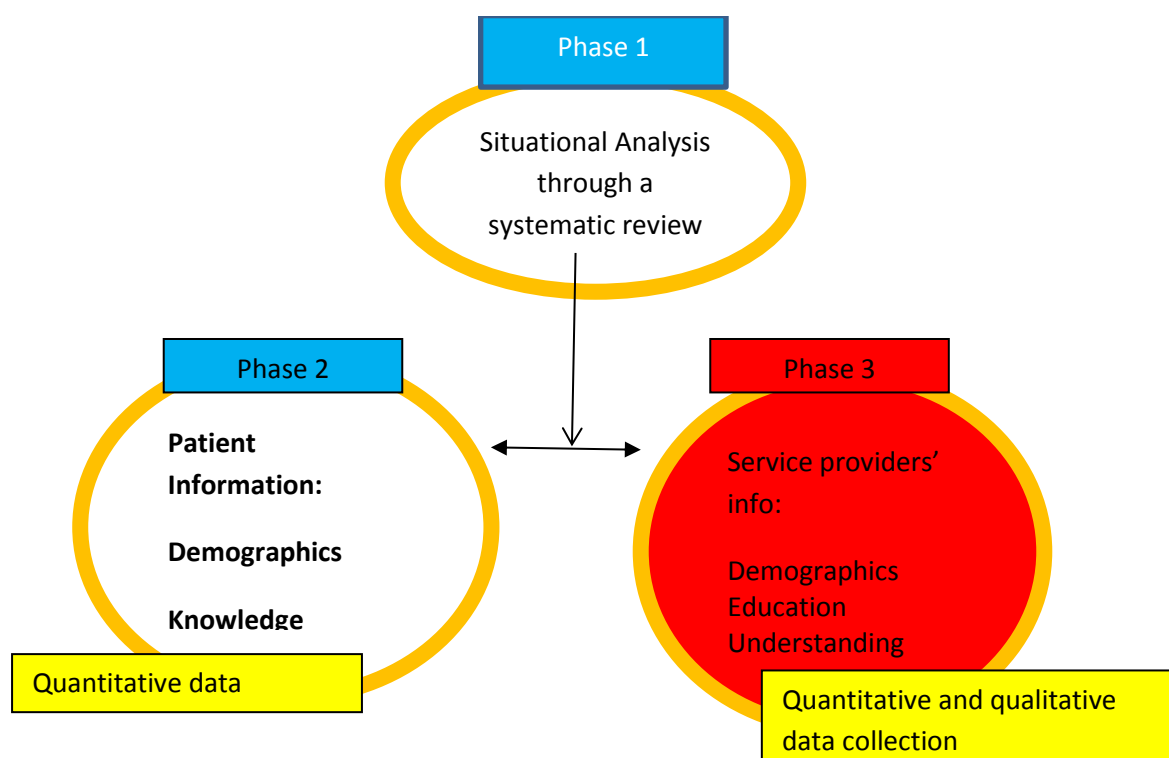 Phase 1
Situational Analysis
through a
systematic review
Phase 2
Patient
Information:
Demographics
Knowledge
Quantitative data
Phase 3
Service providers’
info:
Demographics
Education
Understanding
Quantitative and qualitative
data collection